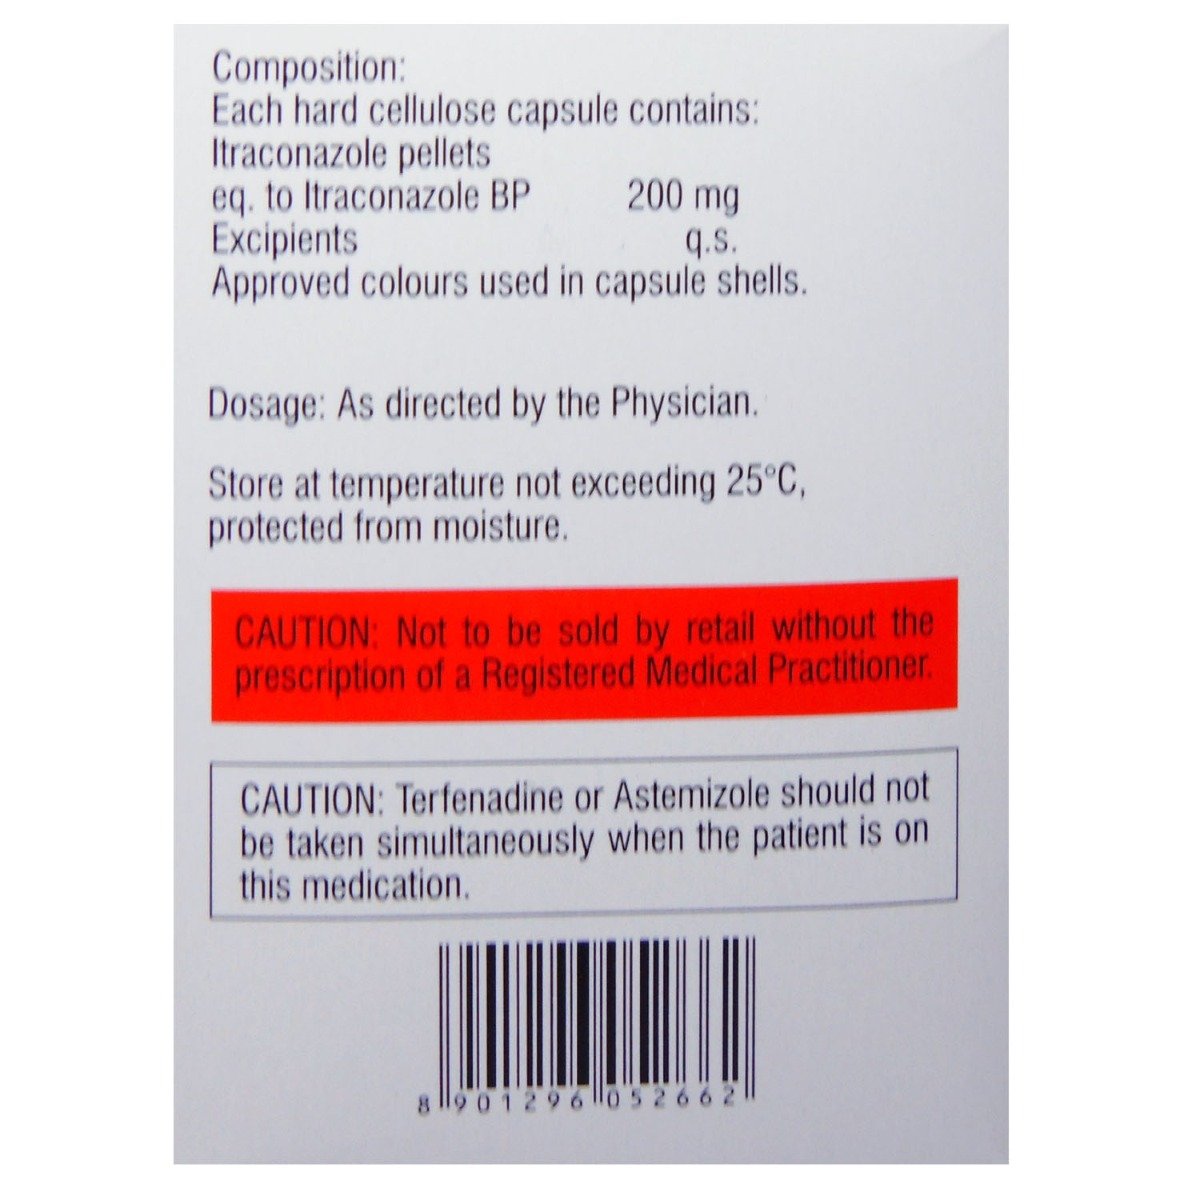 Composition:
Each hard cellulose capsule contains:
Itraconazole pellets
eq. to Itraconazole BP 200 mg
Excipients q.s.
Approved colours used in capsule shells.
Dosage: As directed by the Physician.
Store at temperature not exceeding 25°C,
protected from moisture.
CAUTION: Not to be sold by retail without the
prescription of a Registered Medical Practitioner.
CAUTION: Terfenadine or Astemizole should not
be taken simultaneously when the patient is on
this medication.
8 901296 052662